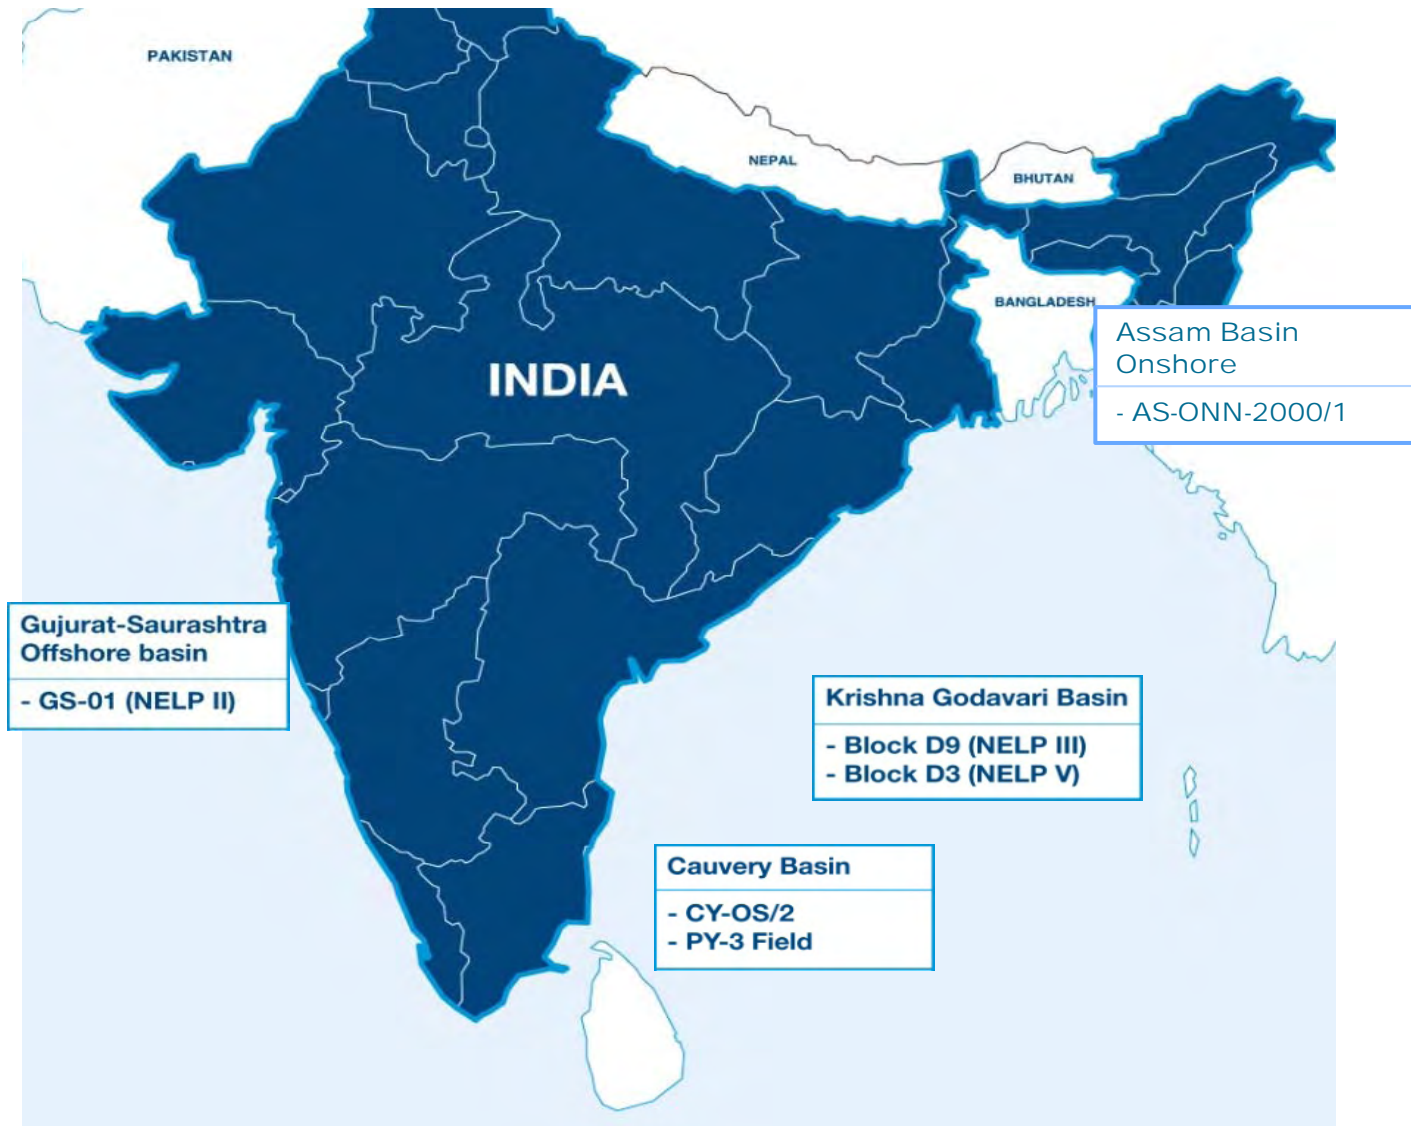 PAKISTAN
NEPAL
BHUTAN
BANGLADESH
INDIA
Assam Basin
Onshore
- AS-ONN-2000/1
Gujurat-Saurashtra
Offshore basin
- GS-01 (NELP II)
Krishna Godavari Basin
- Block D9 (NELP III)
- Block D3 (NELP V)
Cauvery Basin
- CY-OS/2
- PY-3 Field